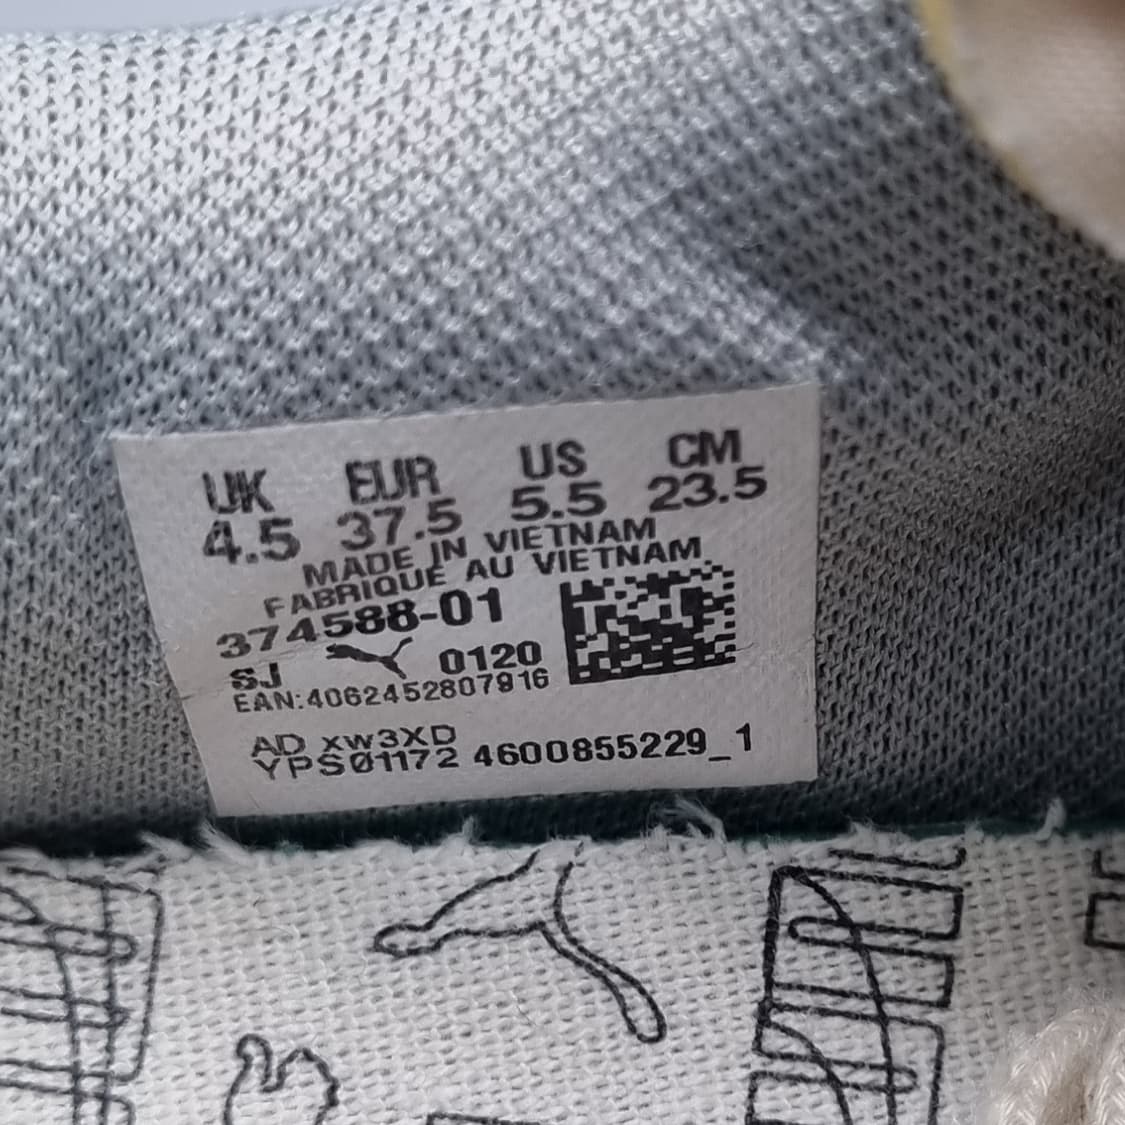 UK EUR US CM
4.5 37.5 5.5 23.5
MADE IN VIETNAM
FABRIQUE AU VIETNAM
374588-01
SJ 0120
EAN:4062452807916
AD XW3XD
YPS01172 4600855229_1